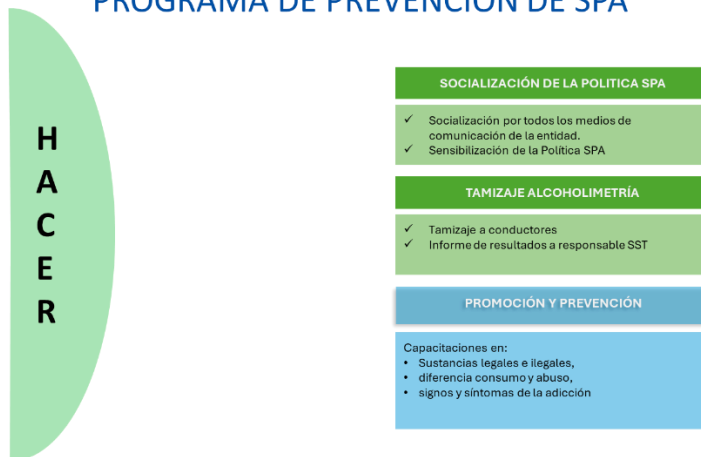 PROGRAMA DE PREVENCIÓN DE SPA
H
A
C
E
R
SOCIALIZACIÓN DE LA POLITICA SPA
✓ Socialización por todos los medios de
comunicación de la entidad.
✓ Sensibilización de la Política SPA
TAMIZAJE ALCOHOLIMETRÍA
✓ Tamizaje a conductores
✓ Informe de resultados a responsable SST
PROMOCIÓN Y PREVENCIÓN
Capacitaciones en:
• Sustancias legales e ilegales,
• diferencia consumo y abuso,
• signos y síntomas de la adicción